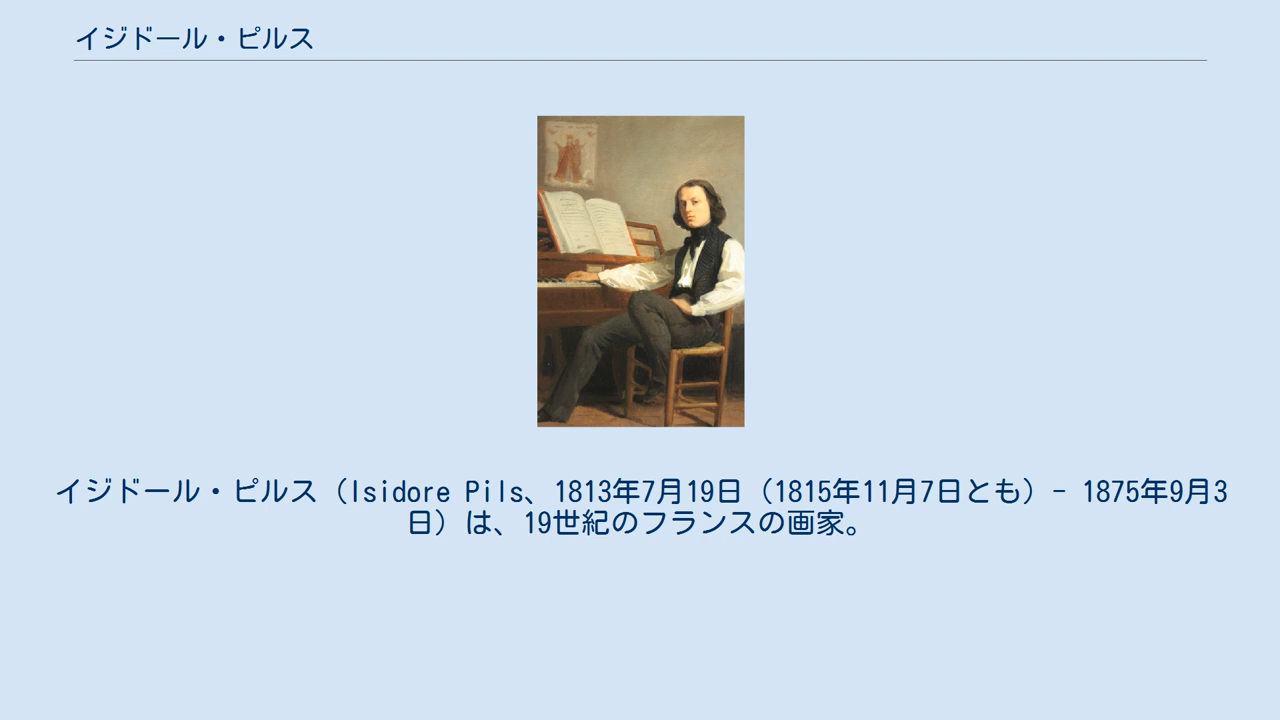 イジドール・ピルス
イジドール・ピルス（Isidore Pils、1813年7月19日（1815年11月7日とも）- 1875年9月3
日）は、19世紀のフランスの画家。